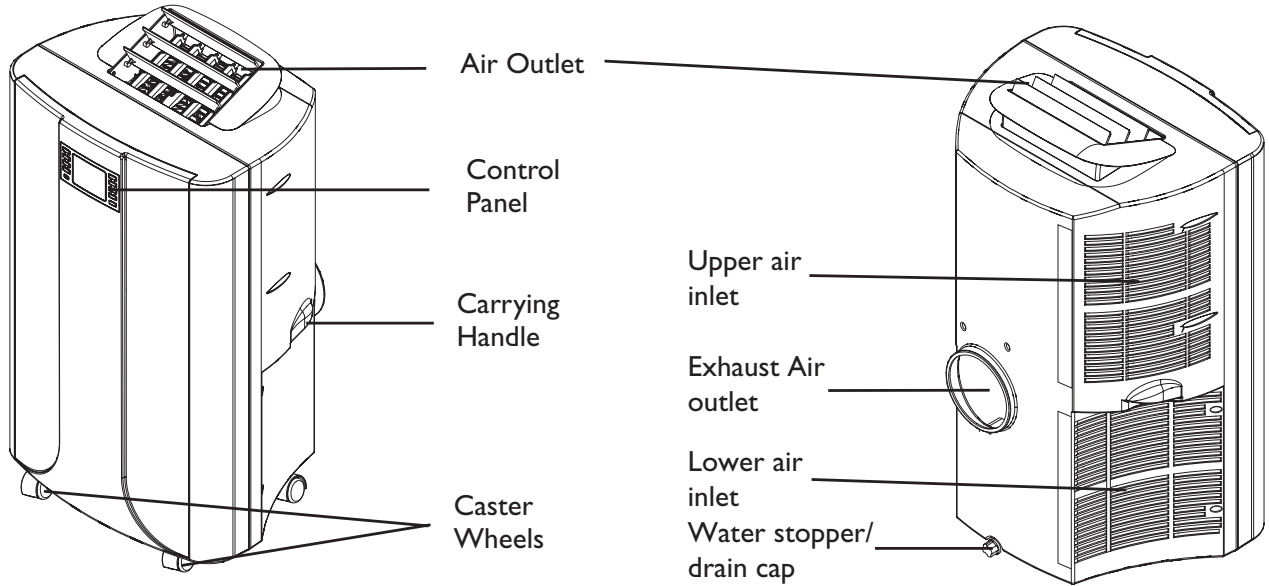 Air Outlet
Control
Panel
Carrying
Handle
Caster
Wheels
Upper air
inlet
Exhaust Air
outlet
Lower air
inlet
Water stopper/
drain cap